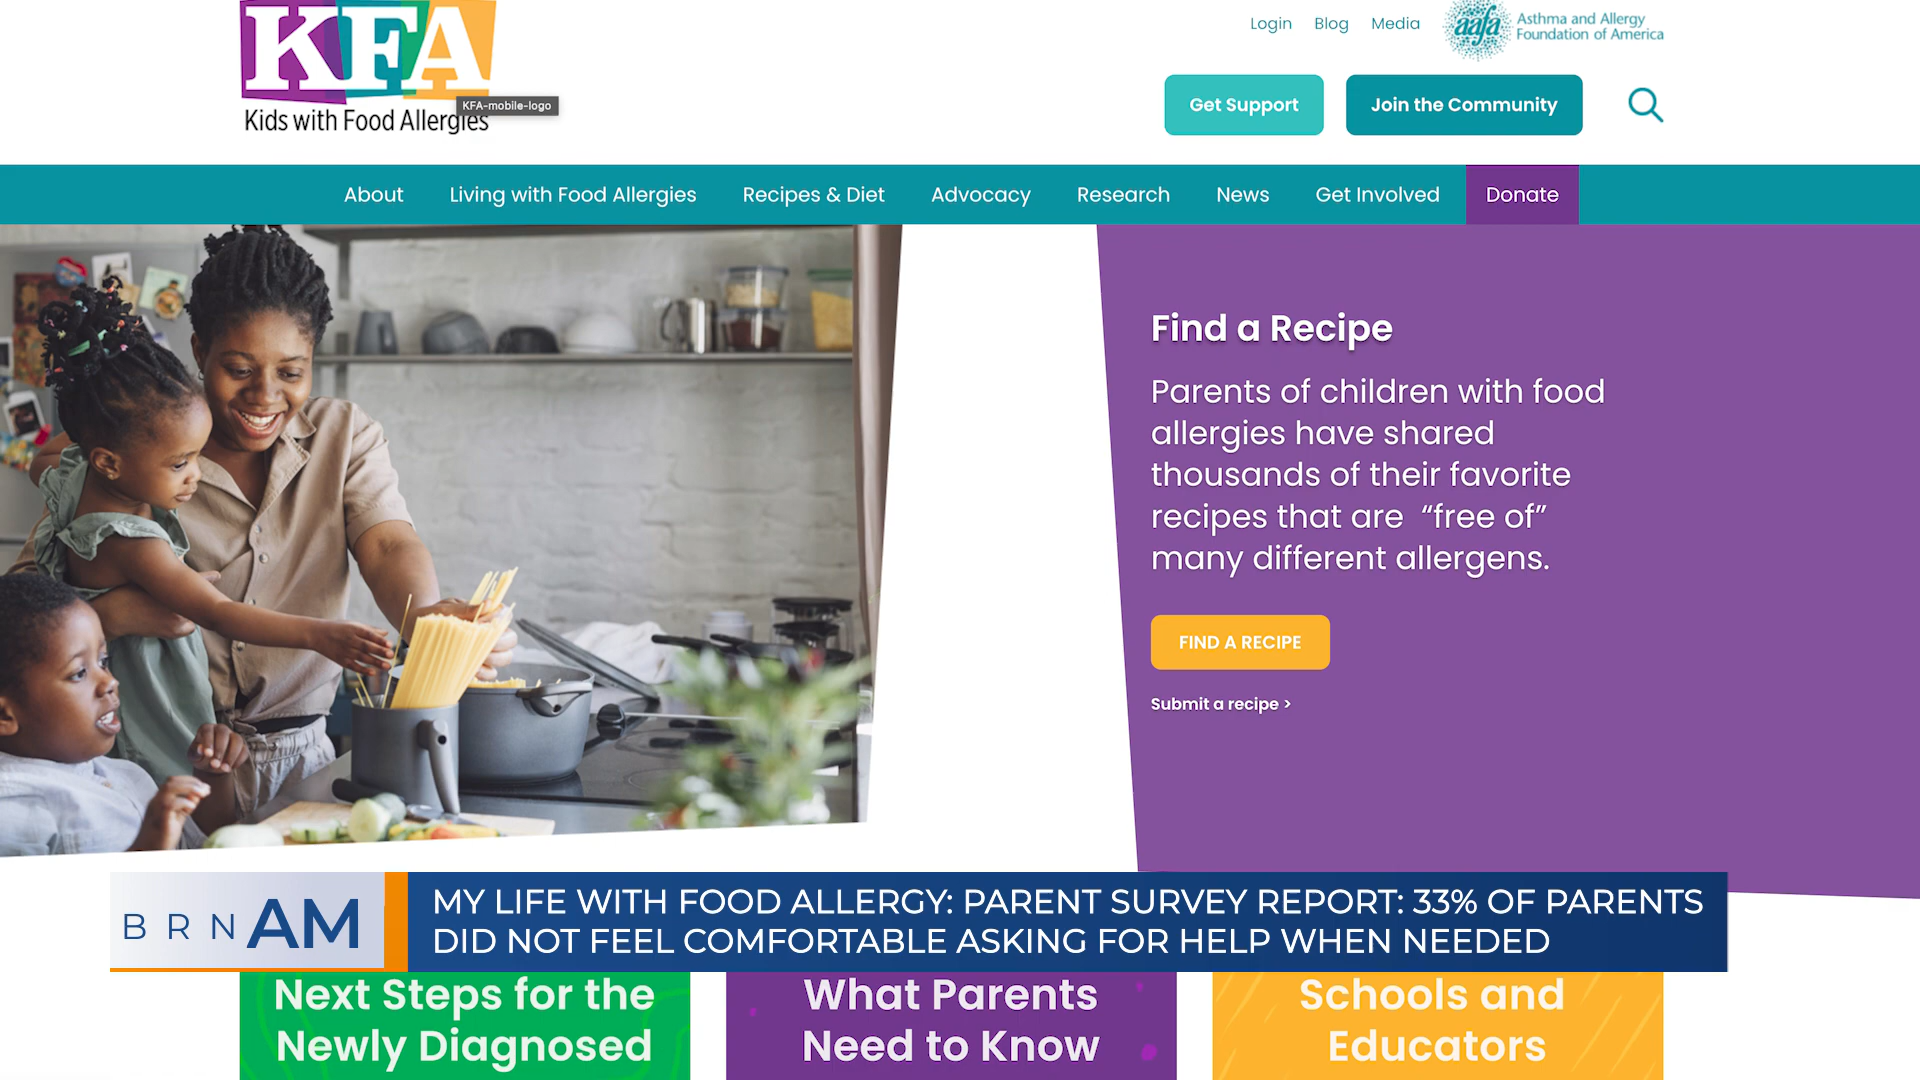 KFA
KFA-mobile-logo
Kids with Food Allergies
Login Blog Media
aafa Asthma and Allergy
Foundation of America
Get Support
Join the Community
About Living with Food Allergies Recipes & Diet Advocacy Research News Get Involved Donate
Find a Recipe
Parents of children with food
allergies have shared
thousands of their favorite
recipes that are “free of”
many different allergens.
FIND A RECIPE
Submit a recipe >
BRNAM
MY LIFE WITH FOOD ALLERGY: PARENT SURVEY REPORT: 33% OF PARENTS
DID NOT FEEL COMFORTABLE ASKING FOR HELP WHEN NEEDED
Next Steps for the
Newly Diagnosed
What Parents
Need to Know
Schools and
Educators